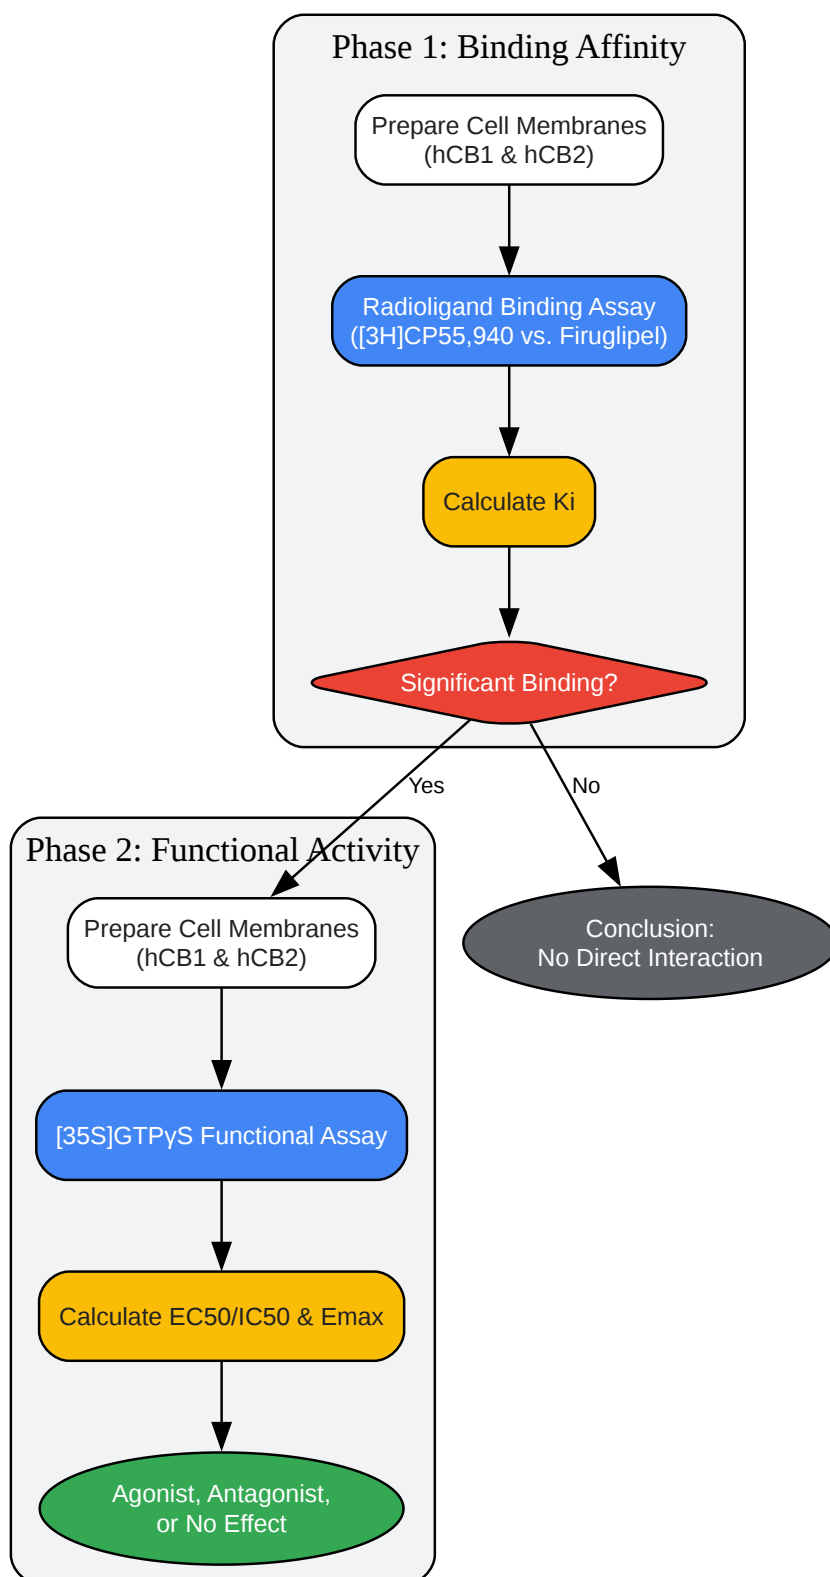 Phase 1: Binding Affinity
Prepare Cell Membranes
(hCB1 & hCB2)
Radioligand Binding Assay
([3H]CP55,940 vs. Firuglipel)
Calculate Ki
Significant Binding?
Yes
No
Phase 2: Functional Activity
Prepare Cell Membranes
(hCB1 & hCB2)
Conclusion:
No Direct Interaction
[35S]GTPγS Functional Assay
Calculate EC50/IC50 & Emax
Agonist, Antagonist,
or No Effect